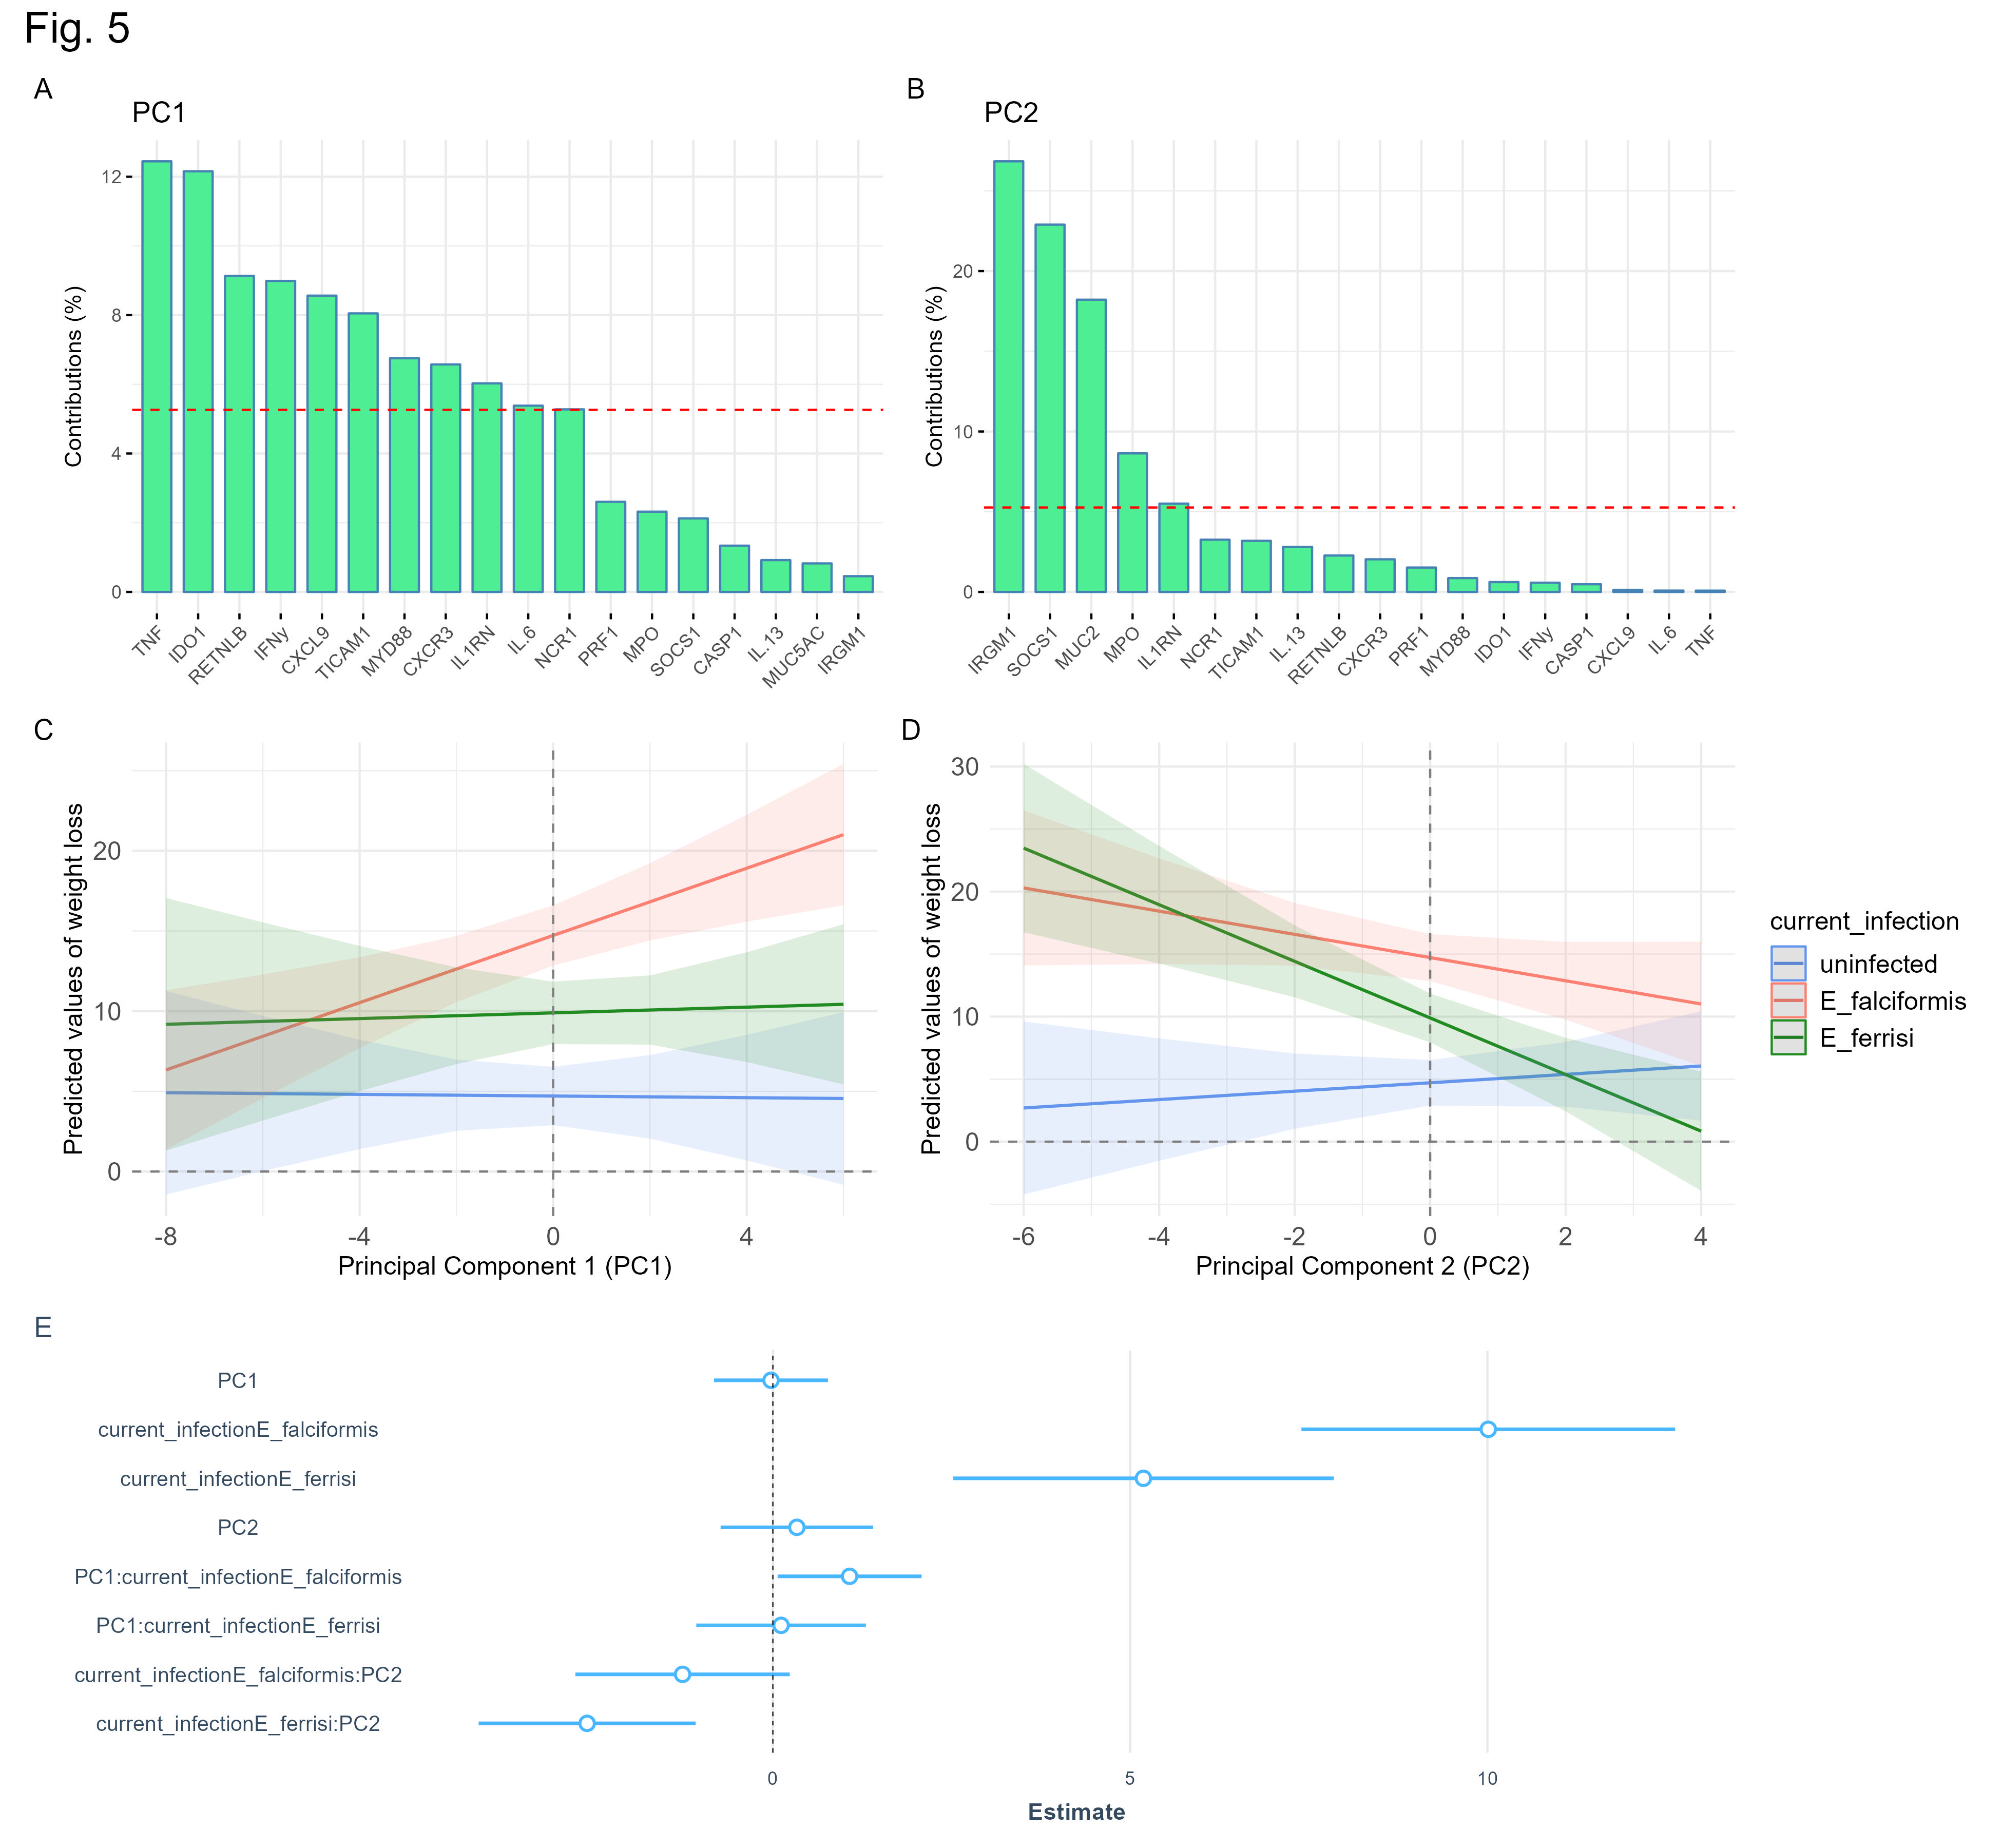 Fig. 5
A
PC1
Contributions (%)
12
8
4
0
TNF
IDO1
RETNLB
IFNy
CXCL9
TICAM1
MYD88
CXCR3
IL1RN
IL.6
NCR1
PRF1
MPO
SOCS1
CASP1
IL.13
MUC5AC
IRGM1
B
PC2
Contributions (%)
20
10
0
IRGM1
SOCS1
MUC2
MPO
IL1RN
NCR1
TICAM1
IL.13
RETNLB
CXCR3
PRF1
MYD88
IDO1
IFNy
CASP1
CXCL9
IL.6
TNF
C
Predicted values of weight loss
20
10
0
-8
-4
0
4
Principal Component 1 (PC1)
D
Predicted values of weight loss
30
20
10
0
-6
-4
-2
0
2
4
Principal Component 2 (PC2)
current_infection
uninfected
E_falciformis
E_ferrisi
E
PC1
current_infectionE_falciformis
current_infectionE_ferrisi
PC2
PC1:current_infectionE_falciformis
PC1:current_infectionE_ferrisi
current_infectionE_falciformis:PC2
current_infectionE_ferrisi:PC2
0
5
10
Estimate